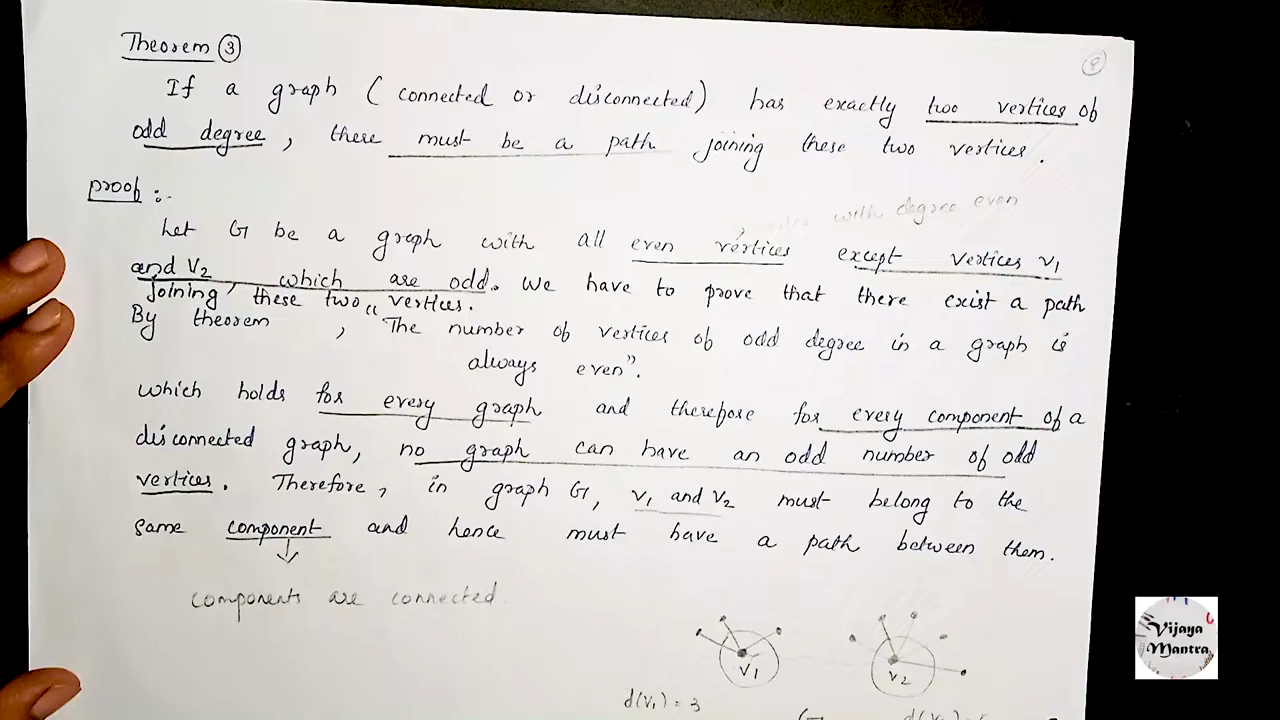 Theorem ③
⑧
If a graph (connected or disconnected) has exactly two vertices of
odd degree, there must be a path joining these two vertices.
proof :-
with degree even
Let G be a graph with all even vertices except vertices v₁
and V₂, which are odd. We have to prove that there exist a path
joining these two vertices.
By theorem , "The number of vertices of odd degree in a graph is
always even".
which holds for every graph and therefore for every component of a
disconnected graph, no graph can have an odd number of odd
vertices. Therefore, in graph G, v₁ and v₂ must belong to the
same component and hence must have a path between them.
components are connected.
V₁
V₂
d(V₁) = 3
Vijaya
Mantra